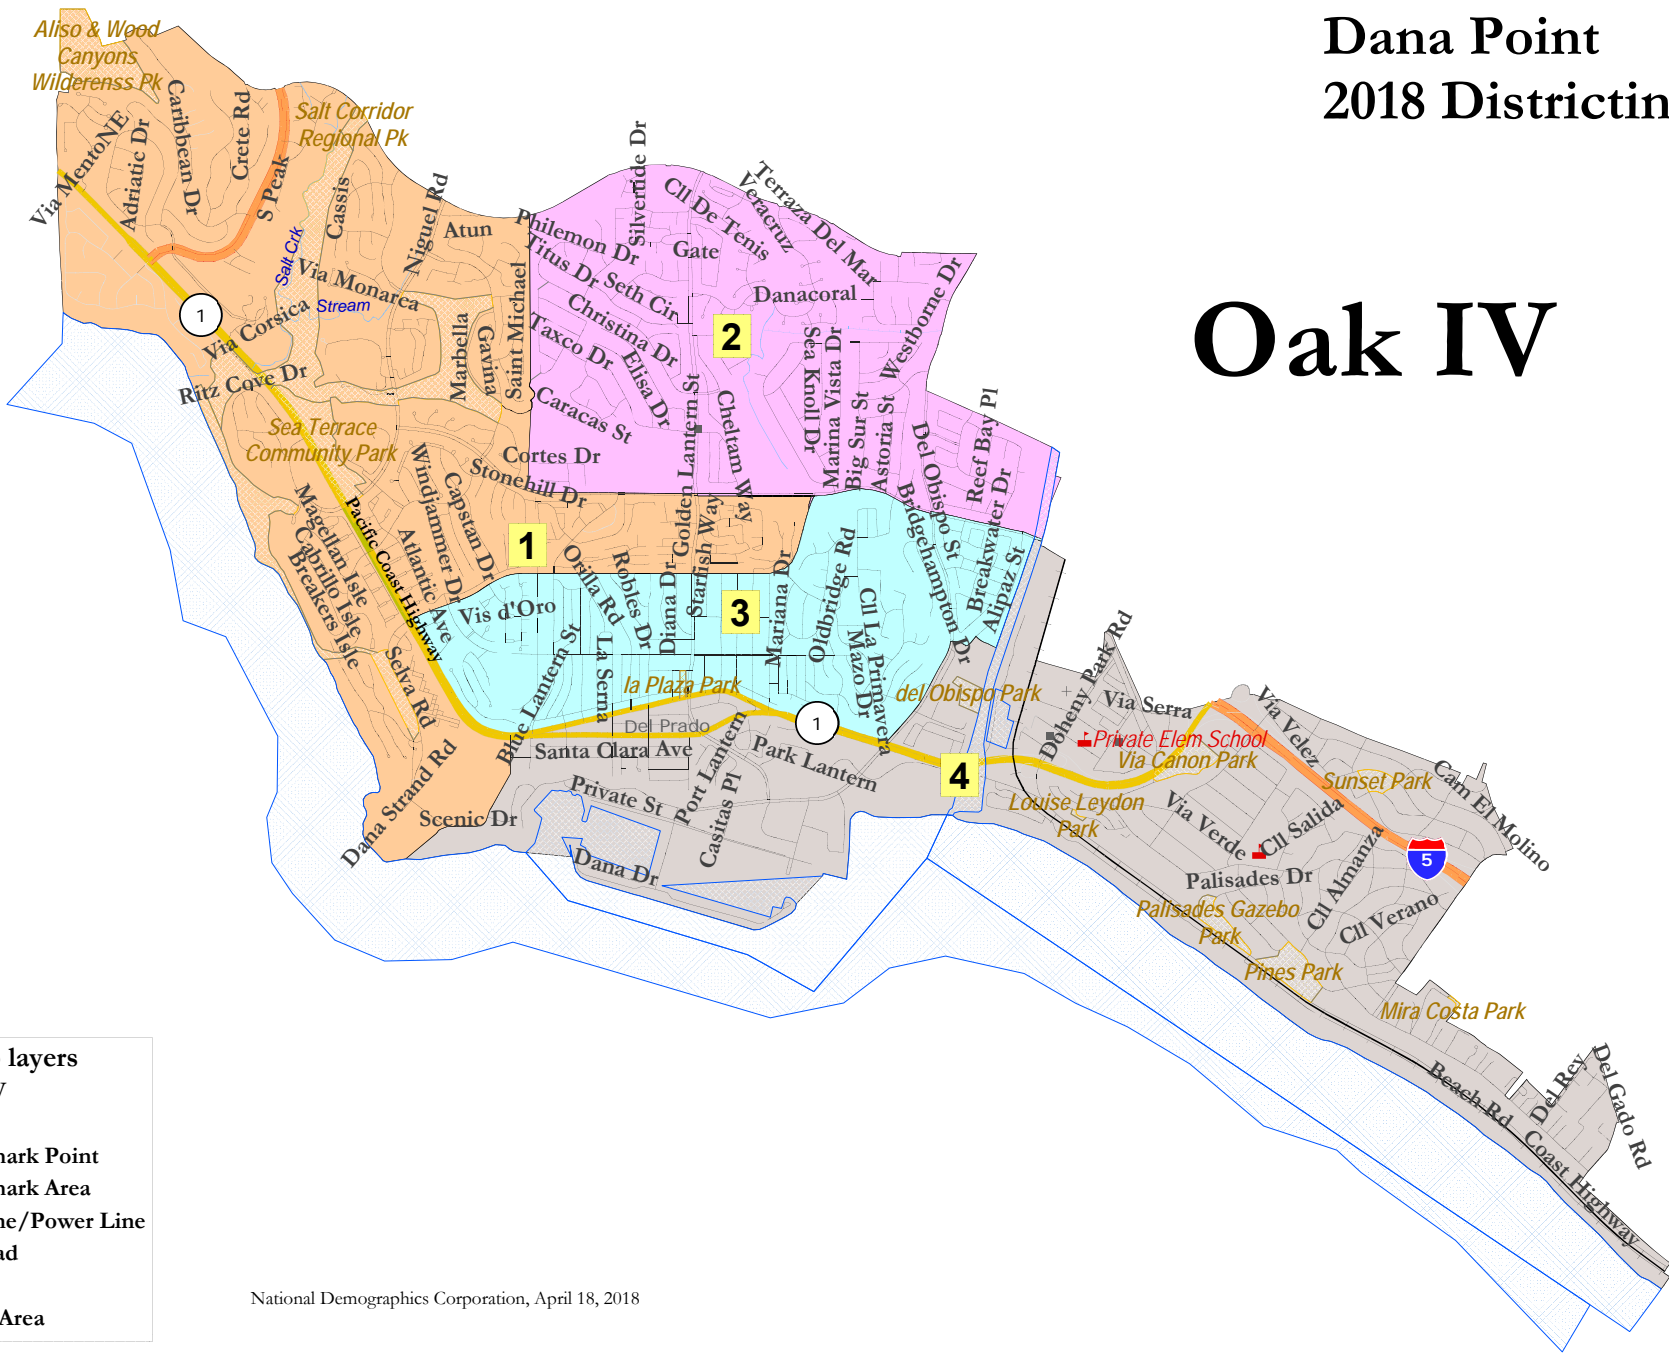 Dana Point
2018 Districtin
Oak IV
Aliso & Wood
Canyons
Wilderenss Pk
Salt Corridor
Regional Pk
Via MentoNE
Adriatic Dr
Caribbean Dr
Crete Rd
S Peak
Cassis
Niguel Rd
Atun
Salt Crk
Stream
Via Monarca
Via Corsica
1
Ritz Cove Dr
Marbella
Gavina
Saint Michael
Sea Terrace
Community Park
Philemon Dr
Silvertide Dr
Cll De Tenis
Veracruz
Terraza Del Mar
Titus Dr
Seth Cir
Gate
Danacoral
Christina Dr
Taxco Dr
Elisa Dr
2
Westborne Dr
Caracas St
Golden Lantern St
Cheltam Way
Sea Knoll Dr
Marina Vista Dr
Big Sur St
Astoria St
Del Obispo St
Reef Bay Pl
Cortes Dr
Stonehill Dr
Windjammer Dr
Capstan Dr
Magellan Isle
Cabrillo Isle
Breakers Isle
Pacific Coast Highway
Atlantic Ave
1
Orilla Rd
Robles Dr
Diana Dr
Starfish Way
3
Mariana Dr
Oldbridge Rd
Cll La Primavera
Mazo Dr
Bridgehampton Dr
Breakwater Dr
Alipaz St
Vis d'Oro
Selva Rd
Blue Lantern St
La Serna
la Plaza Park
Del Prado
Santa Clara Ave
Port Lantern
Park Lantern
1
del Obispo Park
4
Doheny Park Rd
Via Serra
Private Elem School
Via Canon Park
Via Velez
Sunset Park
Cam El Molino
Louise Leydon
Park
Via Verde
Cll Salida
5
Palisades Dr
Cll Almanza
Cll Verano
Palisades Gazebo
Park
Pines Park
Mira Costa Park
Dana Strand Rd
Scenic Dr
Private St
Casitas Pl
Dana Dr
Beach Rd
Del Rey
Del Gado Rd
Coast Highway
layers
y
mark Point
mark Area
ne/Power Line
ad
Area
National Demographics Corporation, April 18, 2018